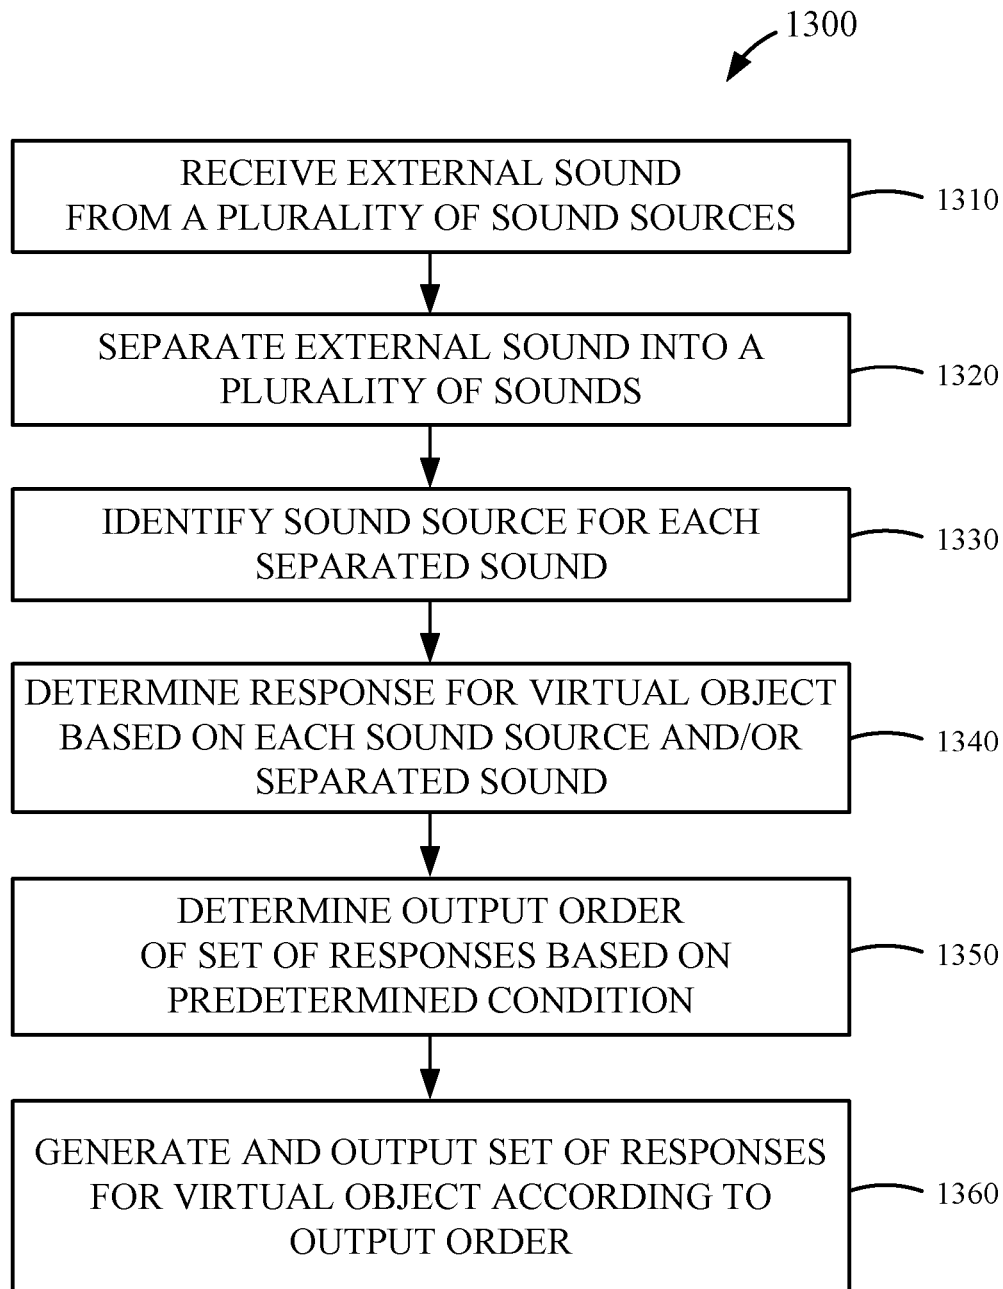 1300
RECEIVE EXTERNAL SOUND
FROM A PLURALITY OF SOUND SOURCES
1310
SEPARATE EXTERNAL SOUND INTO A
PLURALITY OF SOUNDS
1320
IDENTIFY SOUND SOURCE FOR EACH
SEPARATED SOUND
1330
DETERMINE RESPONSE FOR VIRTUAL OBJECT
BASED ON EACH SOUND SOURCE AND/OR
SEPARATED SOUND
1340
DETERMINE OUTPUT ORDER
OF SET OF RESPONSES BASED ON
PREDETERMINED CONDITION
1350
GENERATE AND OUTPUT SET OF RESPONSES
FOR VIRTUAL OBJECT ACCORDING TO
OUTPUT ORDER
1360